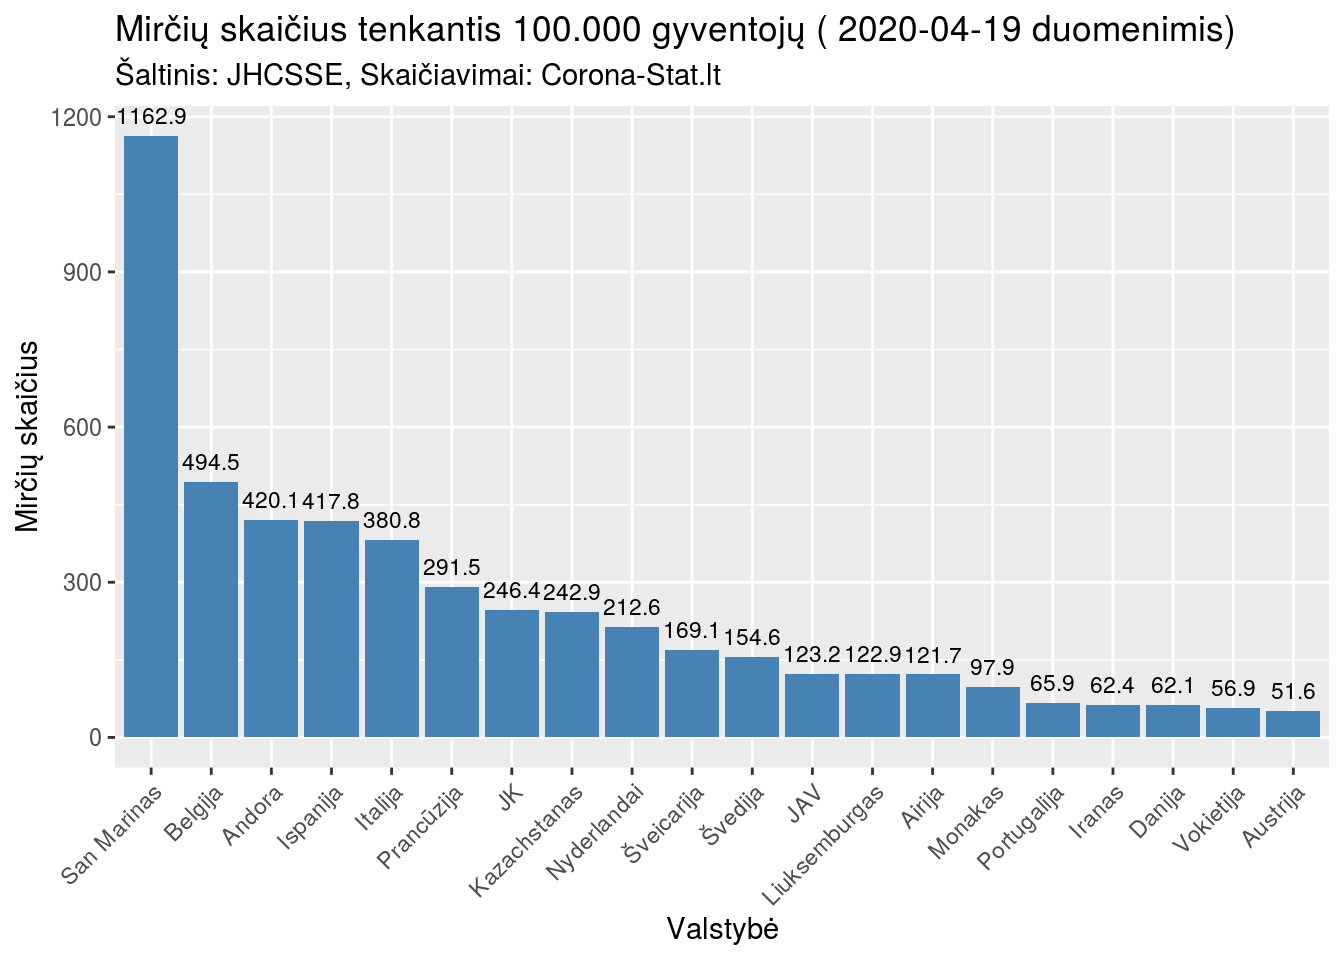 Mirčių skaičius tenkantis 100.000 gyventojų ( 2020-04-19 duomenimis)
Šaltinis: JHCSSE, Skaičiavimai: Corona-Stat.lt
Mirčių skaičius
1200
900
600
300
0
1162.9
494.5
420.1
417.8
380.8
291.5
246.4
242.9
212.6
169.1
154.6
123.2
122.9
121.7
97.9
65.9
62.4
62.1
56.9
51.6
San Marinas
Belgija
Andora
Ispanija
Italija
Prancūzija
JK
Kazachstanas
Nyderlandai
Šveicarija
Švedija
JAV
Liuksemburgas
Airija
Monakas
Portugalija
Iranas
Danija
Vokietija
Austrija
Valstybė